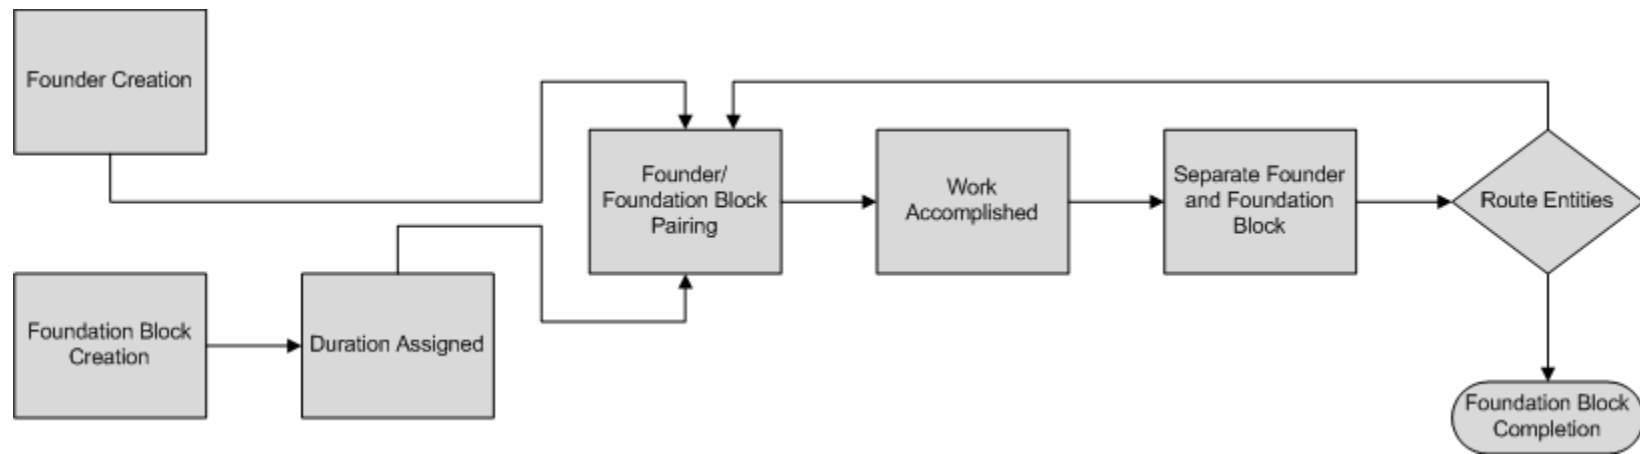 Founder Creation
Founder/
Foundation Block
Pairing
Work
Accomplished
Separate Founder
and Foundation
Block
Route Entities
Foundation Block
Creation
Duration Assigned
Foundation Block
Completion